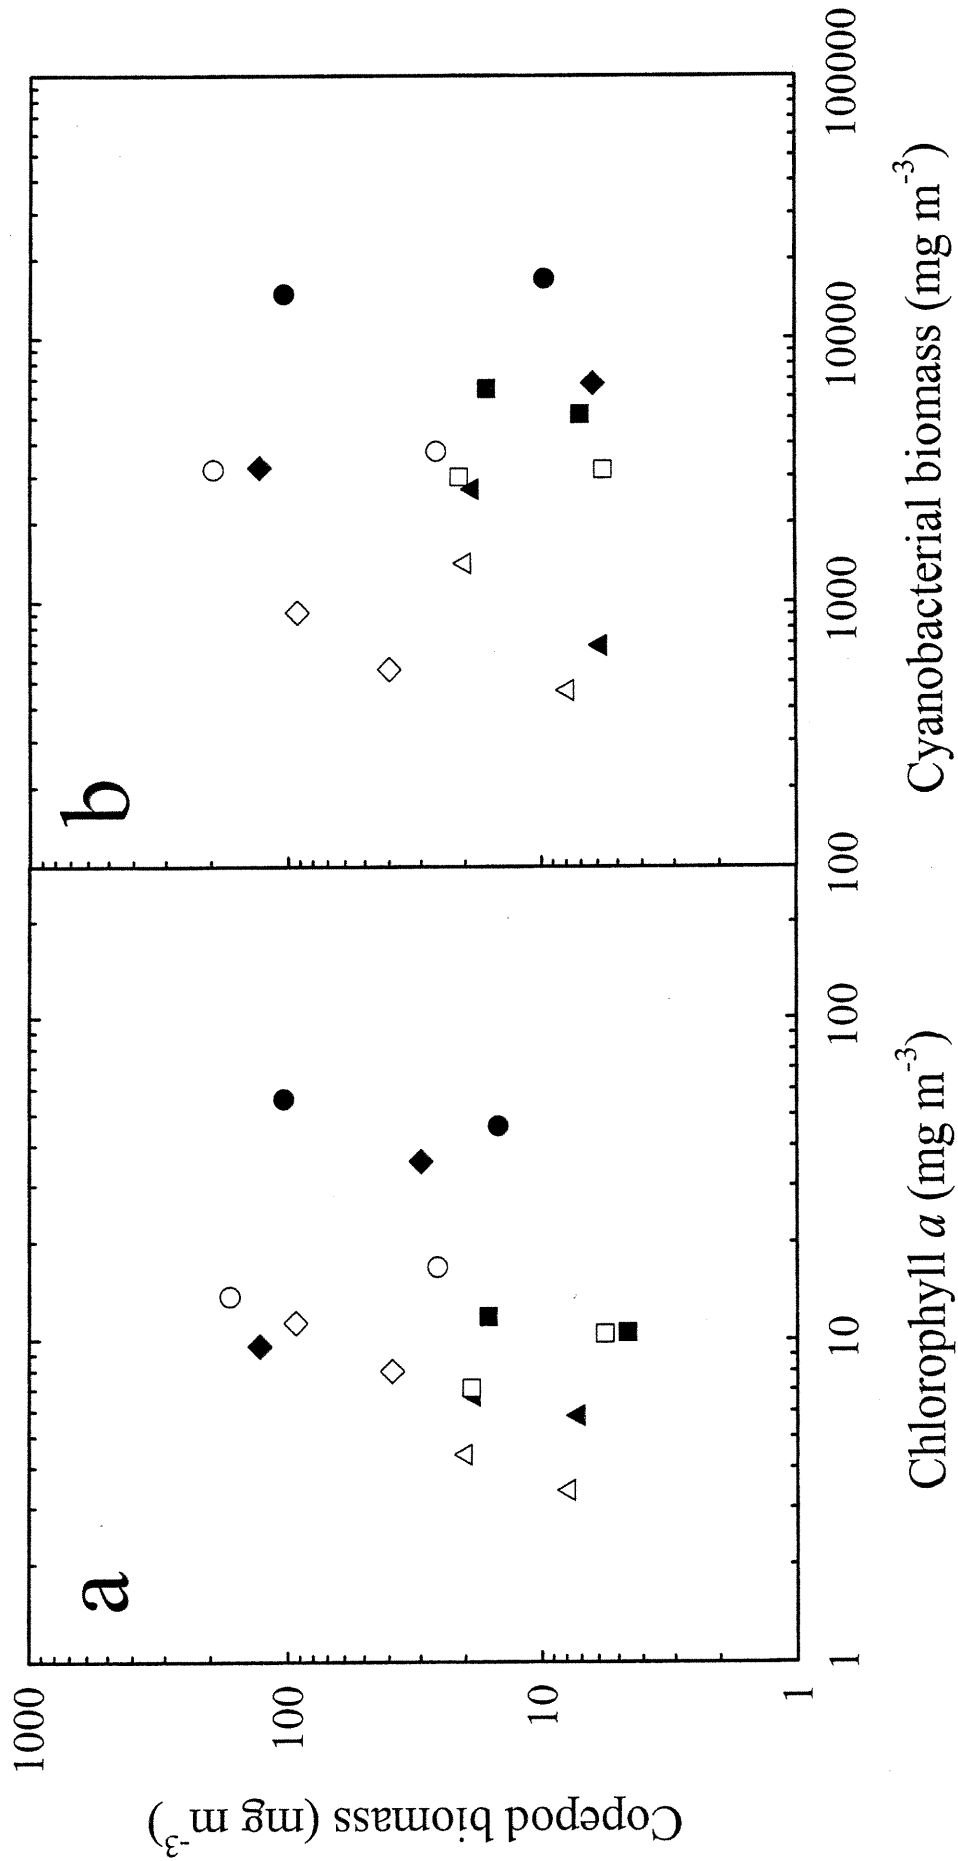 a
b
1000
100
10
1
Copepod biomass (mg m⁻³)
1
10
100
100
1000
10000
100000
Chlorophyll a (mg m⁻³)
Cyanobacterial biomass (mg m⁻³)